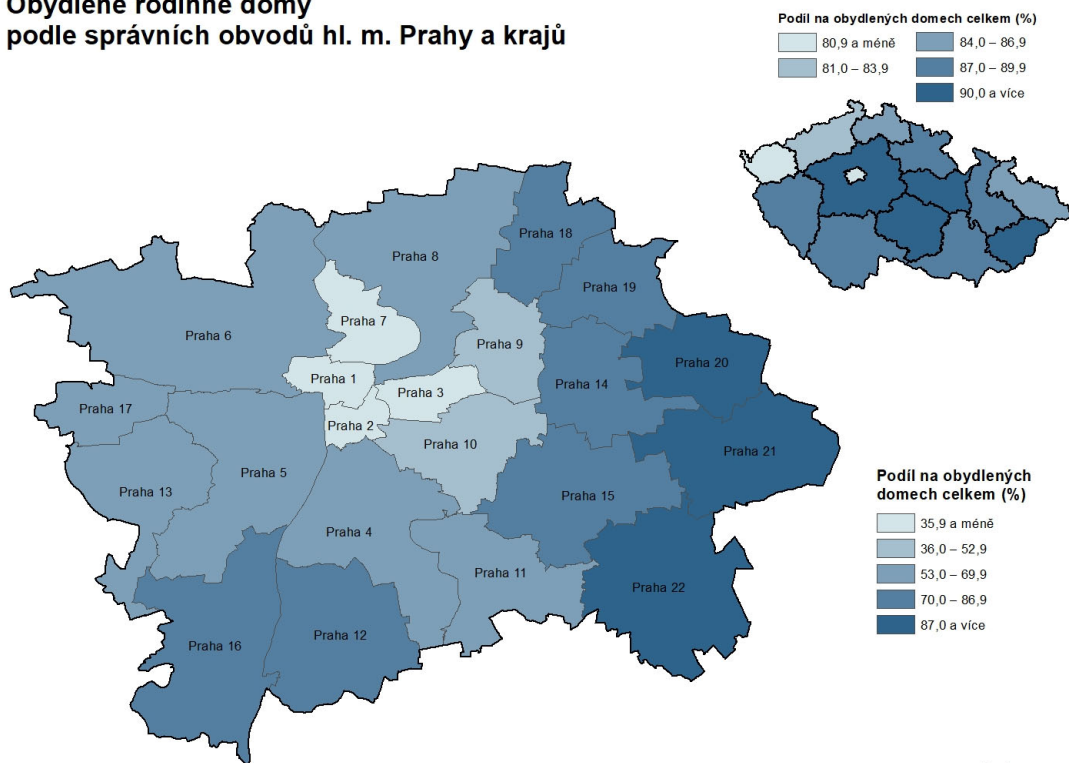 Obydlené rodinné domy
podle správních obvodů hl. m. Prahy a krajů
Podíl na obydlených domech celkem (%)
80,9 a méně
81,0 – 83,9
84,0 – 86,9
87,0 – 89,9
90,0 a více
Praha 18
Praha 8
Praha 19
Praha 7
Praha 6
Praha 9
Praha 20
Praha 1
Praha 14
Praha 3
Praha 17
Praha 2
Praha 10
Praha 21
Praha 5
Praha 13
Praha 15
Praha 4
Praha 11
Praha 22
Praha 12
Praha 16
Podíl na obydlených
domech celkem (%)
35,9 a méně
36,0 – 52,9
53,0 – 69,9
70,0 – 86,9
87,0 a více